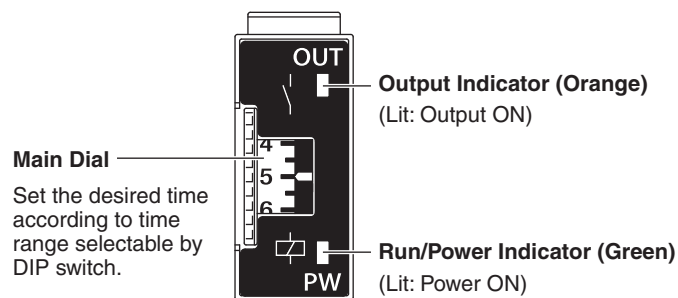 OUT
Output Indicator (Orange)
(Lit: Output ON)
Main Dial
Set the desired time
according to time
range selectable by
DIP switch.
4
5
6
Run/Power Indicator (Green)
(Lit: Power ON)
PW